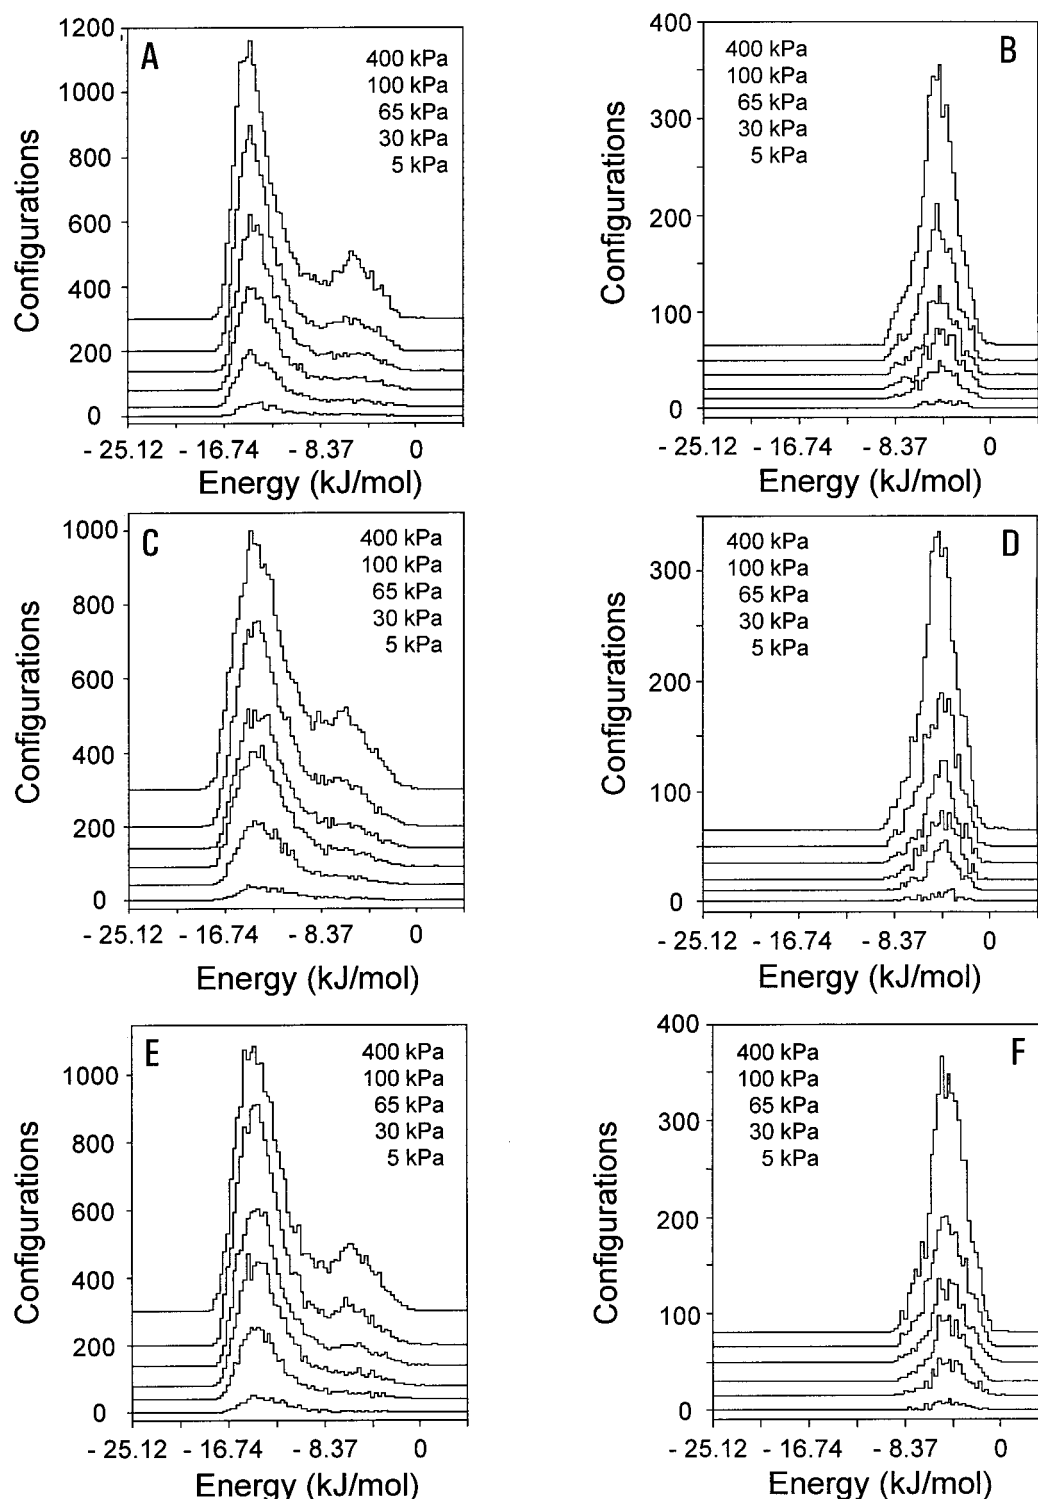 A
400 kPa
100 kPa
65 kPa
30 kPa
5 kPa
1200
1000
800
600
400
200
0
Configurations
- 25.12 - 16.74 - 8.37 0
Energy (kJ/mol)
B
400 kPa
100 kPa
65 kPa
30 kPa
5 kPa
400
300
200
100
0
Configurations
- 25.12 - 16.74 - 8.37 0
Energy (kJ/mol)
C
400 kPa
100 kPa
65 kPa
30 kPa
5 kPa
1000
800
600
400
200
0
Configurations
- 25.12 - 16.74 - 8.37 0
Energy (kJ/mol)
D
400 kPa
100 kPa
65 kPa
30 kPa
5 kPa
300
200
100
0
Configurations
- 25.12 - 16.74 - 8.37 0
Energy (kJ/mol)
E
400 kPa
100 kPa
65 kPa
30 kPa
5 kPa
1000
800
600
400
200
0
Configurations
- 25.12 - 16.74 - 8.37 0
Energy (kJ/mol)
F
400 kPa
100 kPa
65 kPa
30 kPa
5 kPa
400
300
200
100
0
Configurations
- 25.12 - 16.74 - 8.37 0
Energy (kJ/mol)